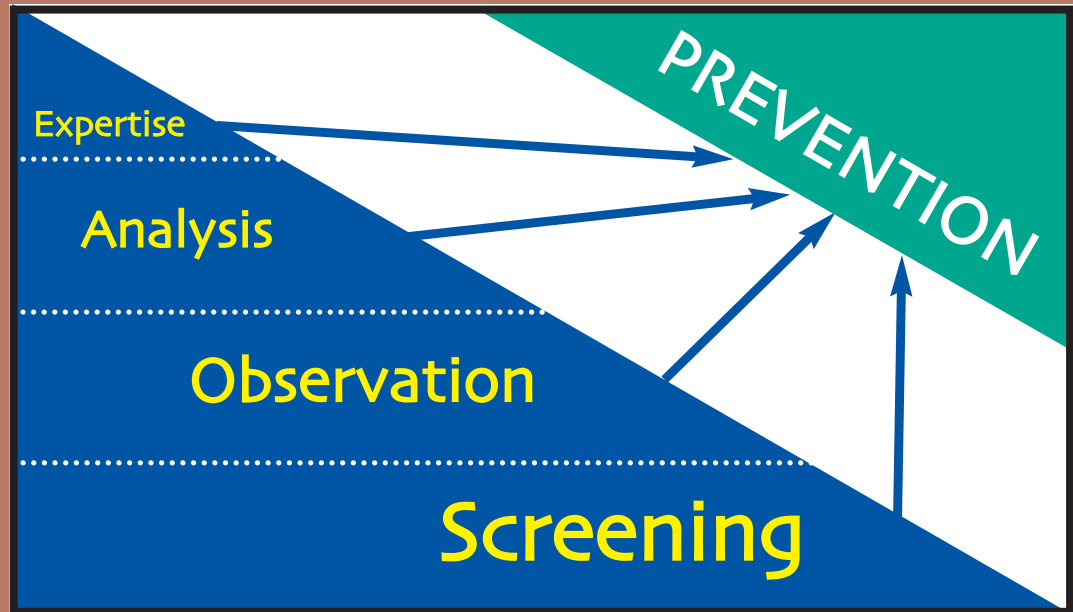 PREVENTION
Expertise
Analysis
Observation
Screening